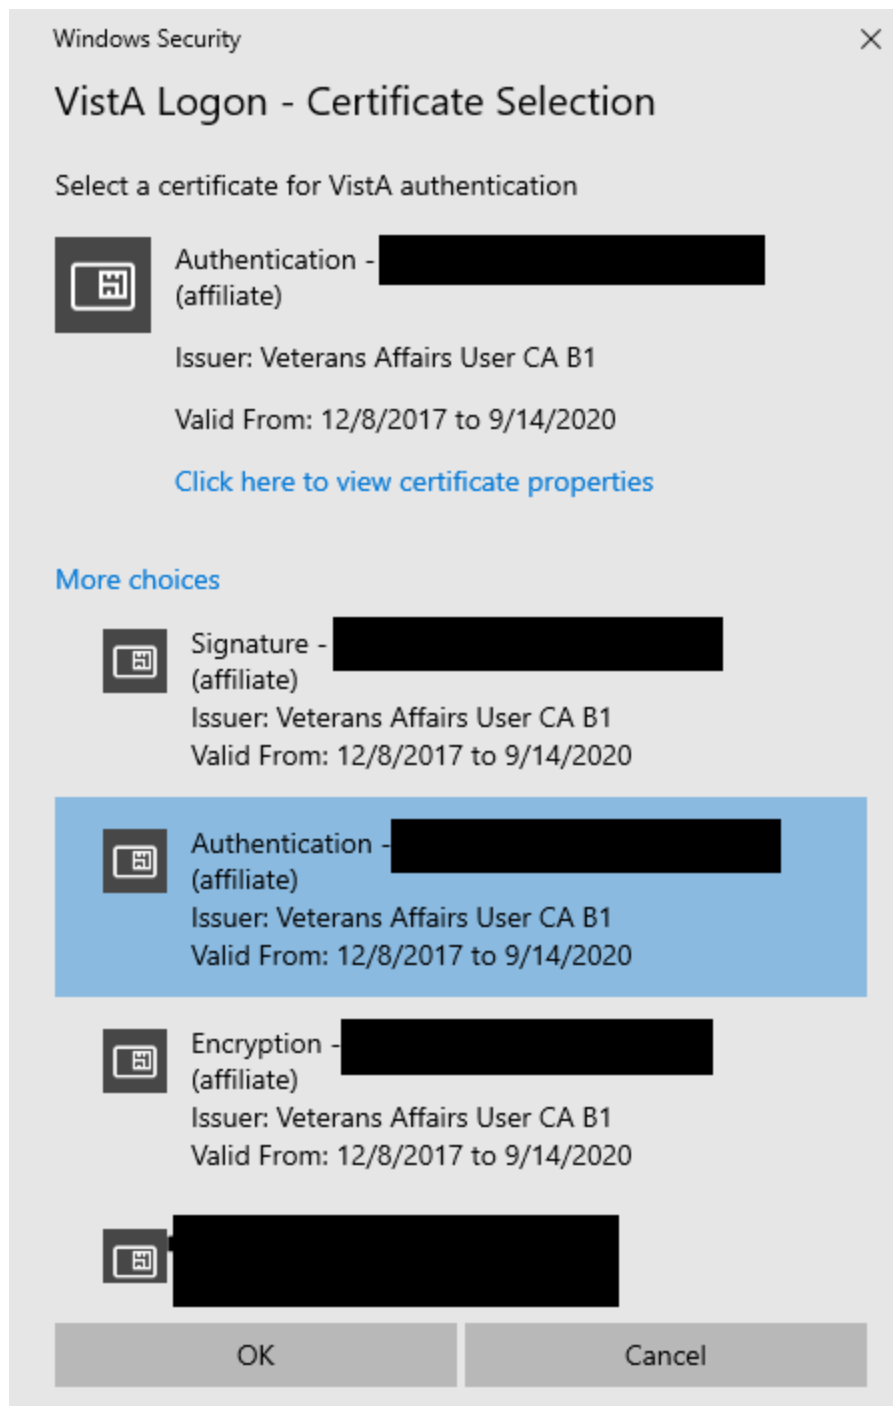 Windows Security
VistA Logon - Certificate Selection
Select a certificate for VistA authentication
Authentication -
(affiliate)
Issuer: Veterans Affairs User CA B1
Valid From: 12/8/2017 to 9/14/2020
Click here to view certificate properties
More choices
Signature -
(affiliate)
Issuer: Veterans Affairs User CA B1
Valid From: 12/8/2017 to 9/14/2020
Authentication -
(affiliate)
Issuer: Veterans Affairs User CA B1
Valid From: 12/8/2017 to 9/14/2020
Encryption -
(affiliate)
Issuer: Veterans Affairs User CA B1
Valid From: 12/8/2017 to 9/14/2020
OK
Cancel